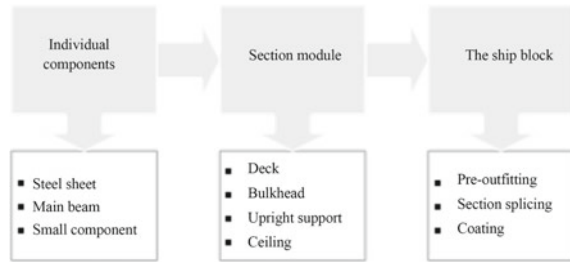 Individual
components
Section module
The ship block
Steel sheet
Main beam
Small component
Deck
Bulkhead
Upright support
Ceiling
Pre-outfitting
Section splicing
Coating